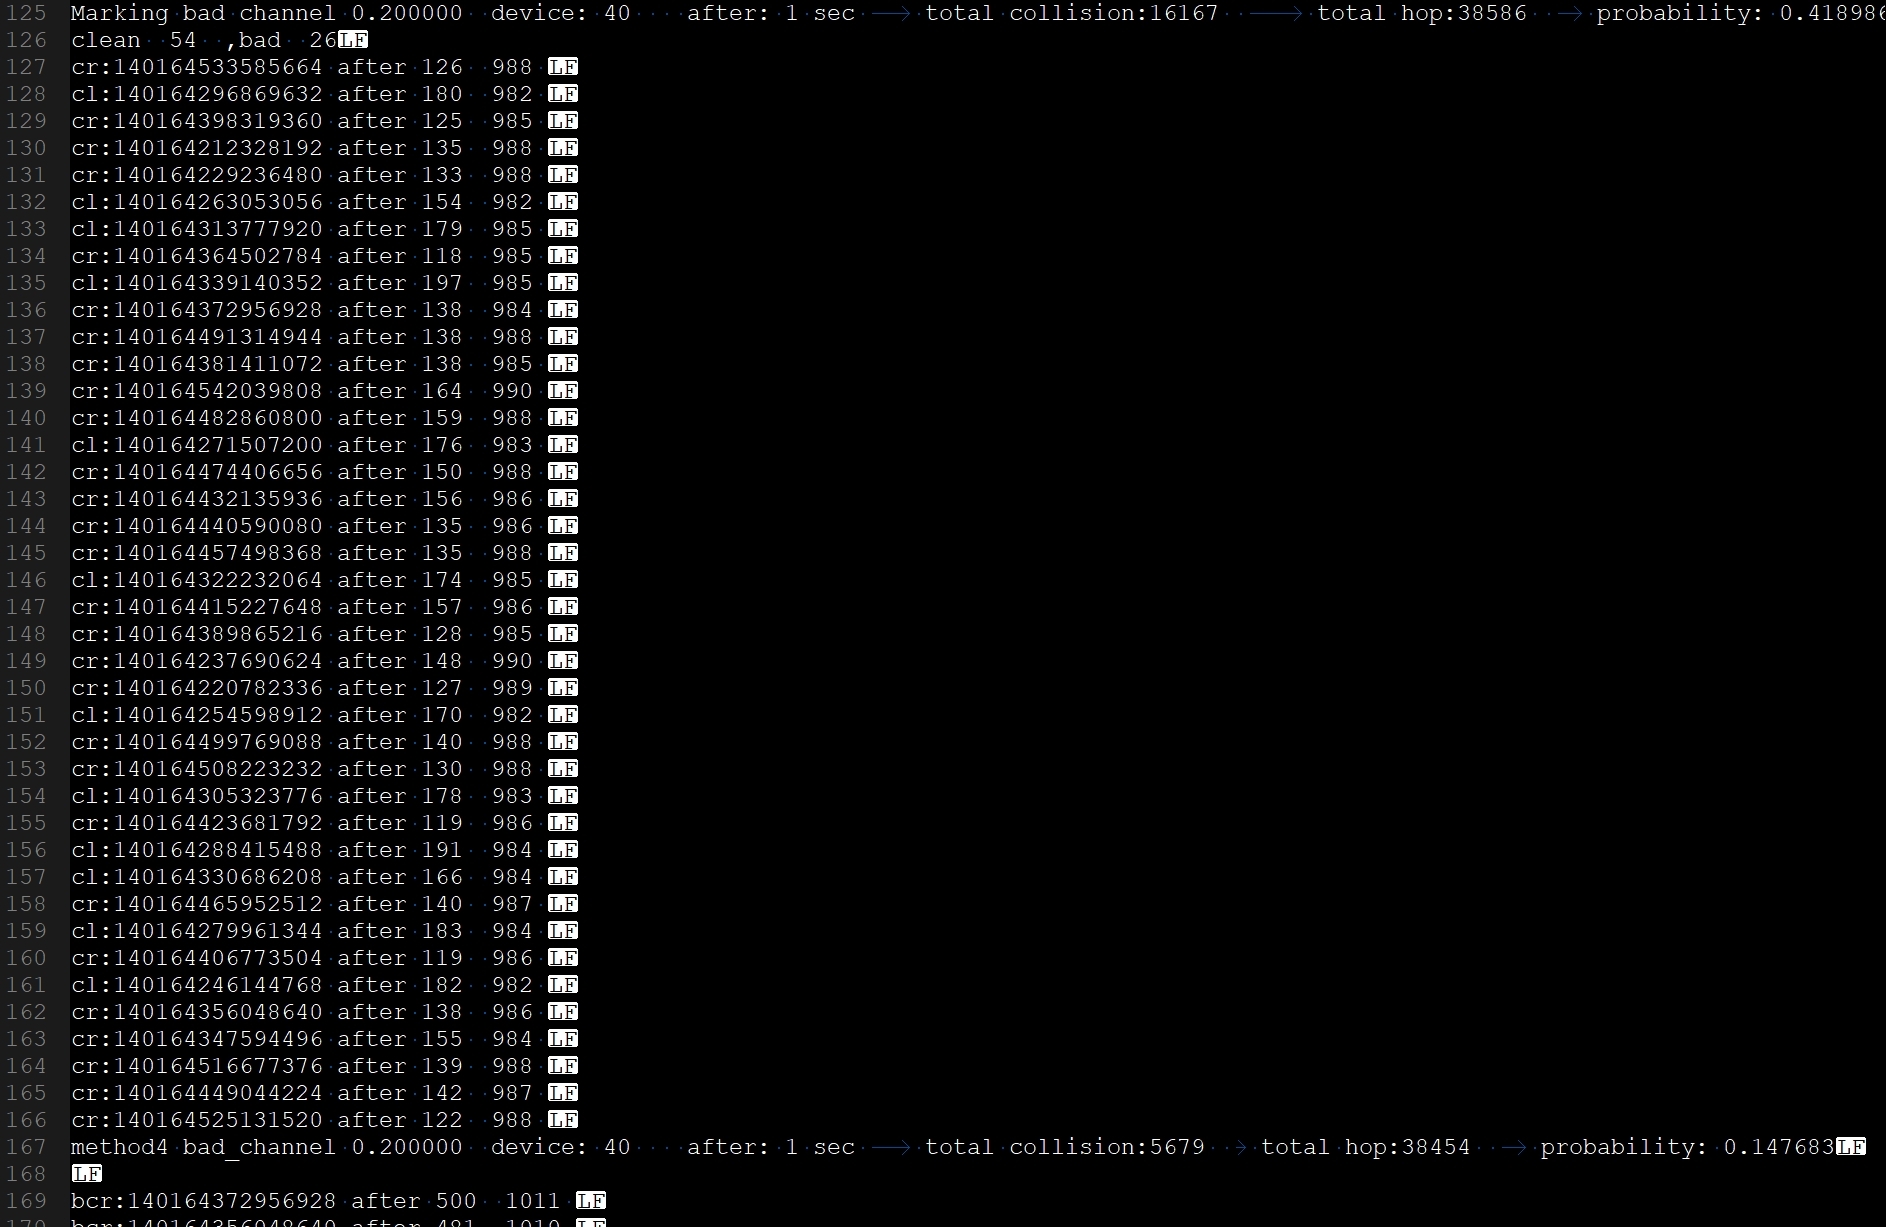 125 Marking bad channel 0.200000  device: 40    after: 1 sec → total collision:16167  → total hop:38586  → probability: 0.418986
126 clean  54  ,bad  26LF
127 cr:140164533585664 after 126  988 LF
128 cl:140164296869632 after 180  982 LF
129 cr:140164398319360 after 125  985 LF
130 cr:140164212328192 after 135  988 LF
131 cr:140164229236480 after 133  988 LF
132 cl:140164263053056 after 154  982 LF
133 cl:140164313777920 after 179  985 LF
134 cr:140164364502784 after 118  985 LF
135 cl:140164339140352 after 197  985 LF
136 cr:140164372956928 after 138  984 LF
137 cr:140164491314944 after 138  988 LF
138 cr:140164381411072 after 138  985 LF
139 cr:140164542039808 after 164  990 LF
140 cr:140164482860800 after 159  988 LF
141 cl:140164271507200 after 176  983 LF
142 cr:140164474406656 after 150  988 LF
143 cr:140164432135936 after 156  986 LF
144 cr:140164440590080 after 135  986 LF
145 cr:140164457498368 after 135  988 LF
146 cl:140164322232064 after 174  985 LF
147 cr:140164415227648 after 157  986 LF
148 cr:140164389865216 after 128  985 LF
149 cr:140164237690624 after 148  990 LF
150 cr:140164220782336 after 127  989 LF
151 cl:140164254598912 after 170  982 LF
152 cr:140164499769088 after 140  988 LF
153 cr:140164508223232 after 130  988 LF
154 cl:140164305323776 after 178  983 LF
155 cr:140164423681792 after 119  986 LF
156 cl:140164288415488 after 191  984 LF
157 cl:140164330686208 after 166  984 LF
158 cr:140164465952512 after 140  987 LF
159 cl:140164279961344 after 183  984 LF
160 cr:140164406773504 after 119  986 LF
161 cl:140164246144768 after 182  982 LF
162 cr:140164356048640 after 138  986 LF
163 cr:140164347594496 after 155  984 LF
164 cr:140164516677376 after 139  988 LF
165 cr:140164449044224 after 142  987 LF
166 cr:140164525131520 after 122  988 LF
167 method4 bad_channel 0.200000  device: 40    after: 1 sec → total collision:5679  → total hop:38454  → probability: 0.147683LF
168 LF
169 bcr:140164372956928 after 500  1011 LF
170 bcr:140164356048640 after 481  1010 LF